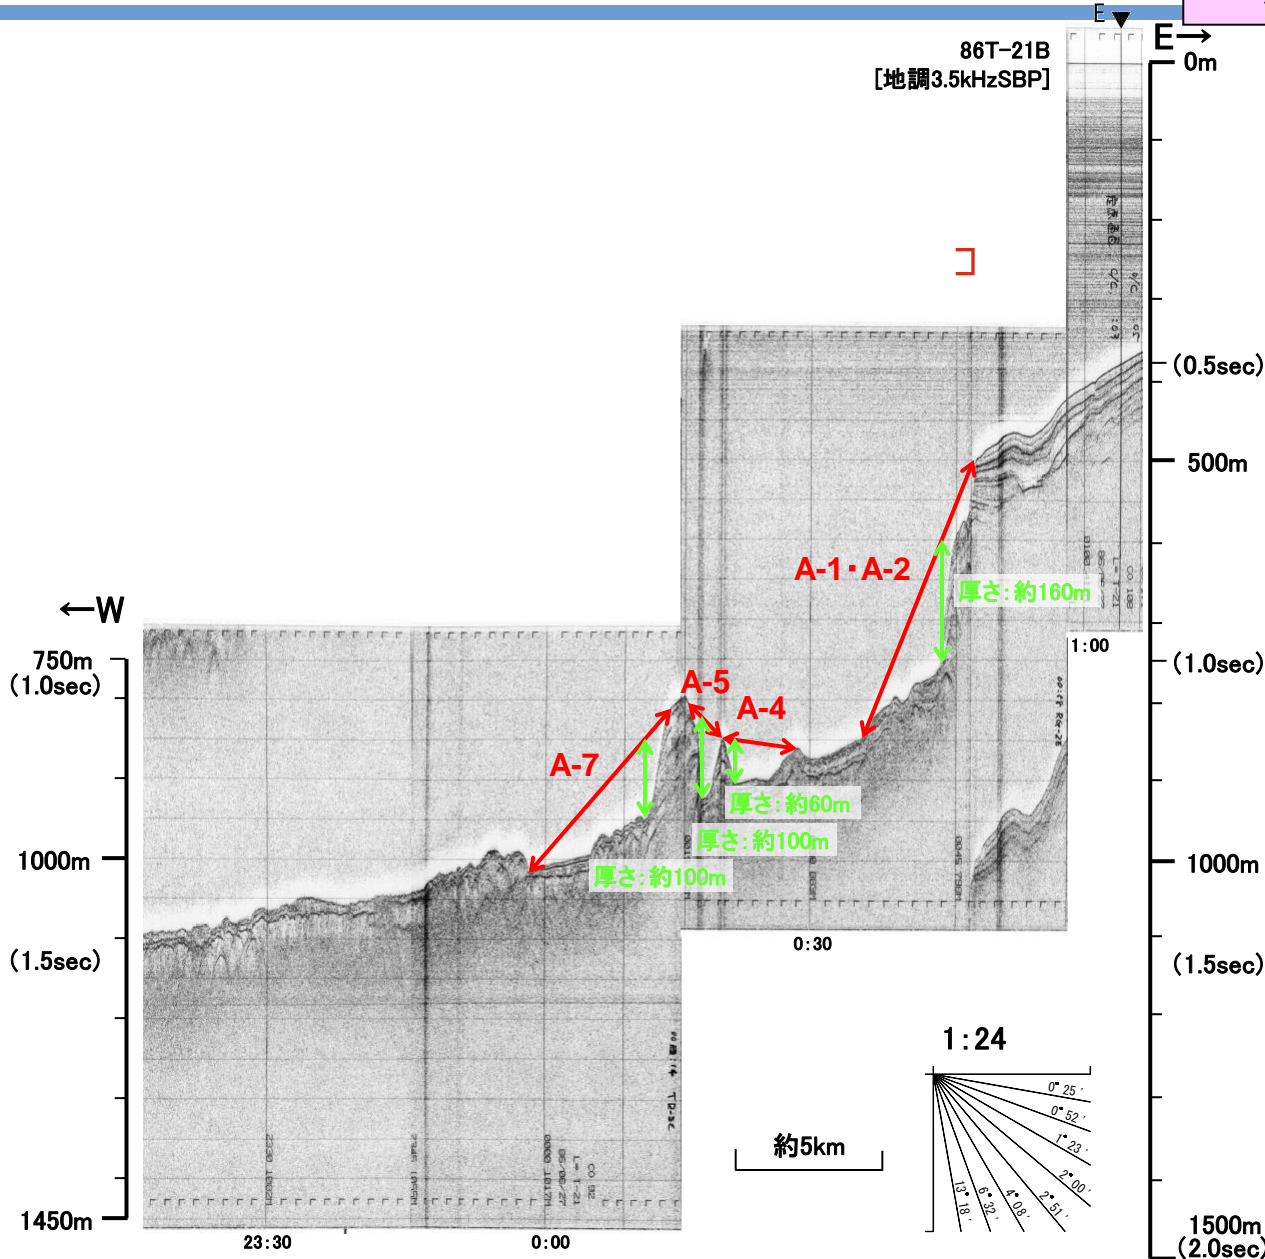 E▼
E→
86T-21B
[地調3.5kHzSBP]
0m
(0.5sec)
500m
A-1・A-2
厚さ:約160m
←W
1:00
750m
(1.0sec)
(1.0sec)
A-5
A-4
A-7
厚さ:約60m
厚さ:約100m
厚さ:約100m
1000m
1000m
0:30
(1.5sec)
(1.5sec)
1:24
0°25′
0°52′
1°23′
2°00′
2°51′
4°08′
6°32′
13°18′
約5km
1450m
1500m
(2.0sec)
23:30
0:00